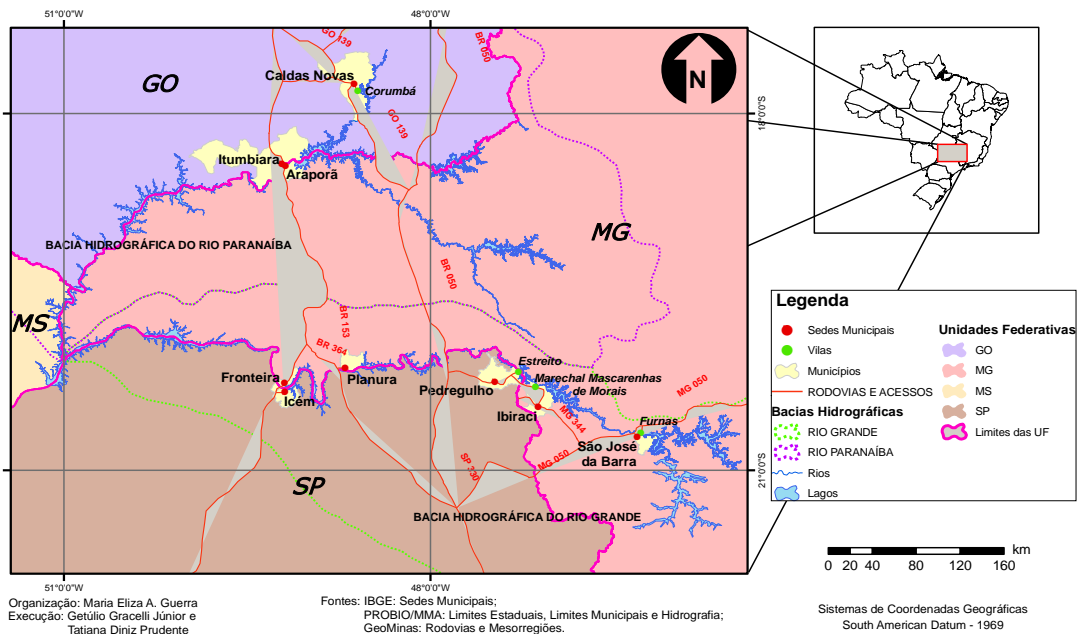 51°0'0"W
48°0'0"W
GO 139
BR 050
GO
Caldas Novas
Corumbá
N
GO 139
18°0'0"S
Itumbiara
Araporã
MG
BACIA HIDROGRÁFICA DO RIO PARANAÍBA
BR 050
MS
BR 153
BR 364
Fronteira
Planura
Icém
Estreito
Pedregulho
Marechal Mascarenhas
de Morais
Ibiraci
MG 344
MG 050
Furnas
São José
da Barra
MG 050
SP 330
SP
21°0'0"S
BACIA HIDROGRÁFICA DO RIO GRANDE
51°0'0"W
48°0'0"W
Legenda
Sedes Municipais
Vilas
Municípios
RODOVIAS E ACESSOS
Bacias Hidrográficas
RIO GRANDE
RIO PARANAÍBA
Rios
Lagos
Unidades Federativas
GO
MG
MS
SP
Limites das UF
km
0 20 40 80 120 160
Organização: Maria Eliza A. Guerra
Execução: Getúlio Gracelli Júnior e
Tatiana Diniz Prudente
Fontes: IBGE: Sedes Municipais;
PROBIO/MMA: Limites Estaduais, Limites Municipais e Hidrografia;
GeoMinas: Rodovias e Mesorregiões.
Sistemas de Coordenadas Geográficas
South American Datum - 1969